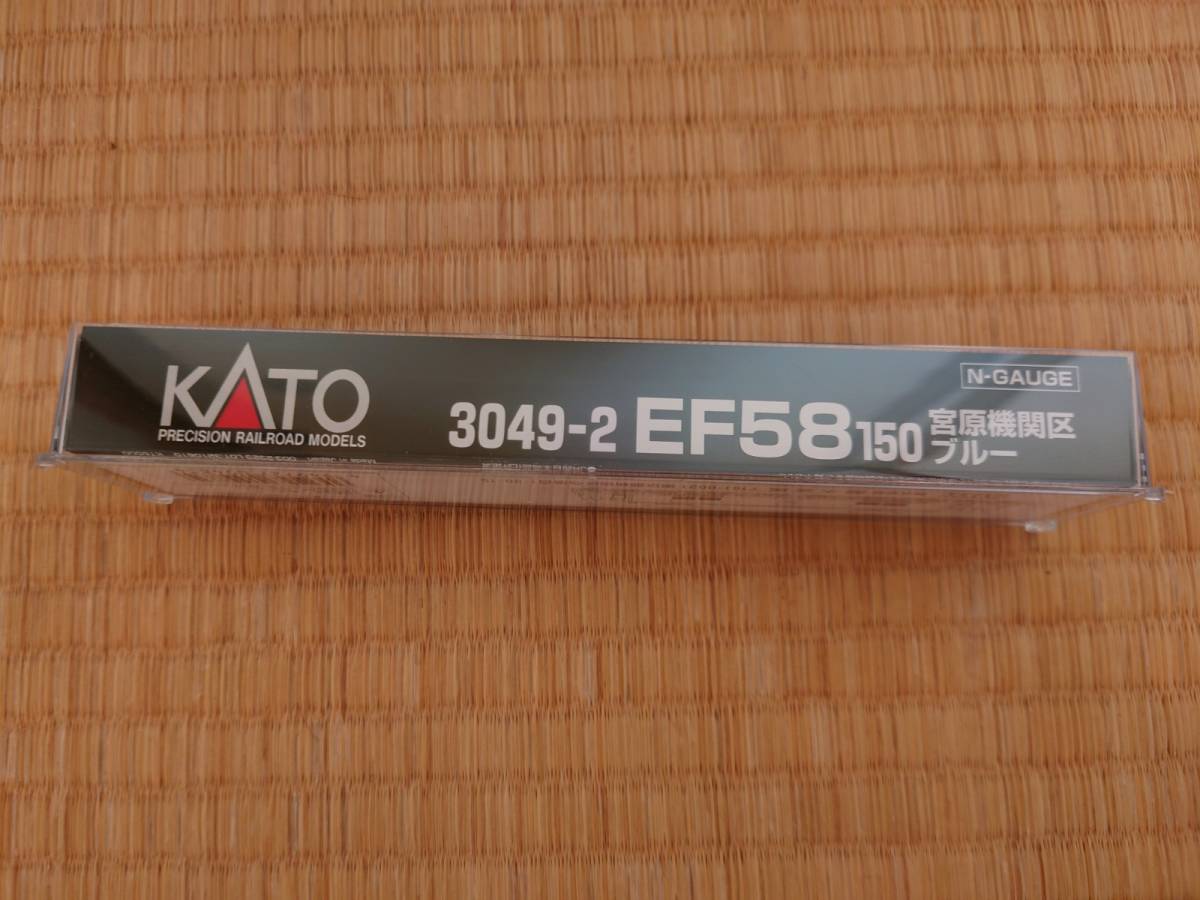 KATO
PRECISION RAILROAD MODELS
3049-2 EF58 150 宮原機関区
ブルー
N-GAUGE